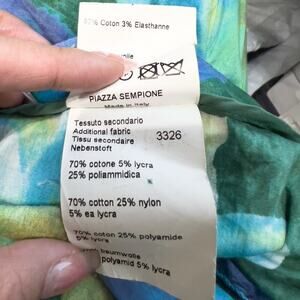 97% Coton 3% Elasthanne
PIAZZA SEMPIONE
Made in Italy
Tessuto secondario
Additional fabric
3326
Tissu secondaire
Nebenstoff
70% cotone 5% lycra
25% poliammidica
70% cotton 25% nylon
5% ea lycra
70% coton 25% polyamide
5% lycra
baumwolle
polyamid 5% lycra